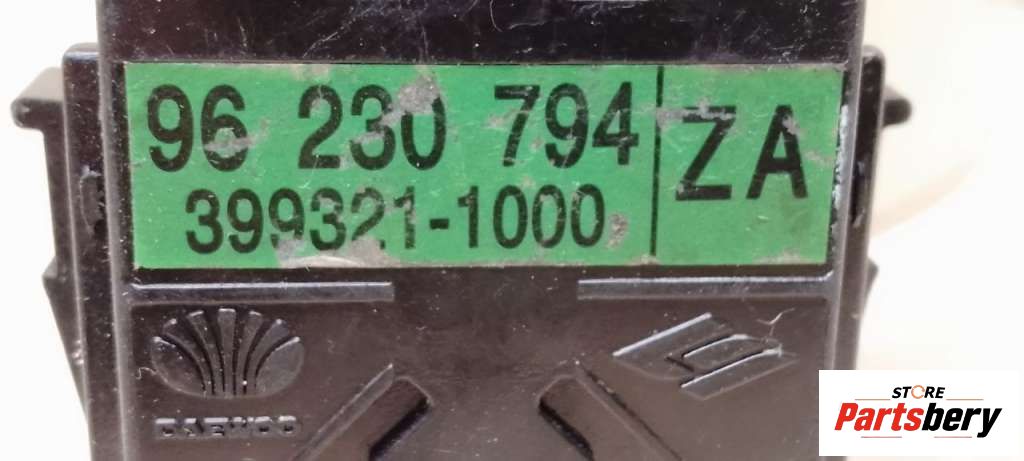 96 230 794 ZA
399321-1000
DAEWOO
STORE
Partsbery